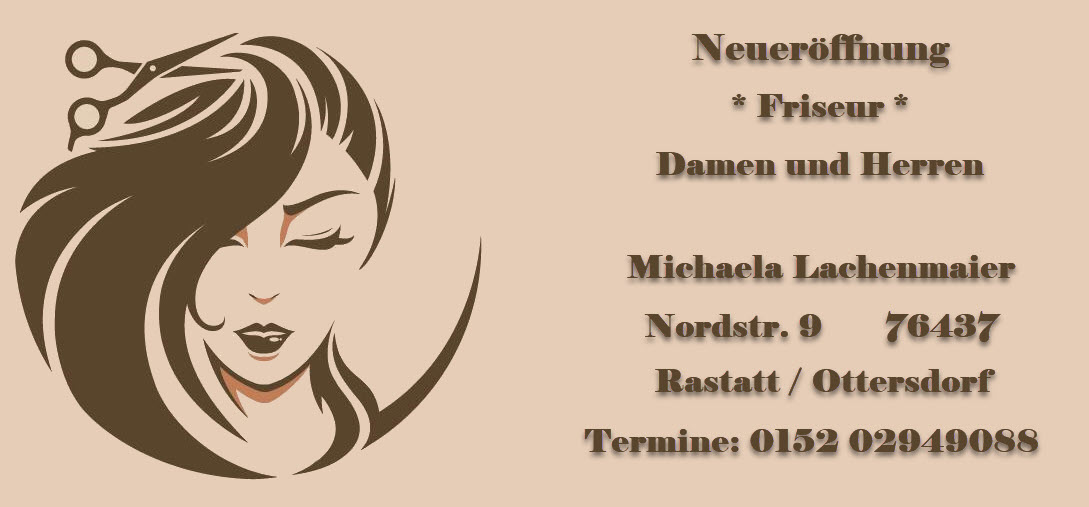 Neueröffnung
* Friseur *
Damen und Herren
Michaela Lachenmaier
Nordstr. 9 76437
Rastatt / Ottersdorf
Termine: 0152 02949088